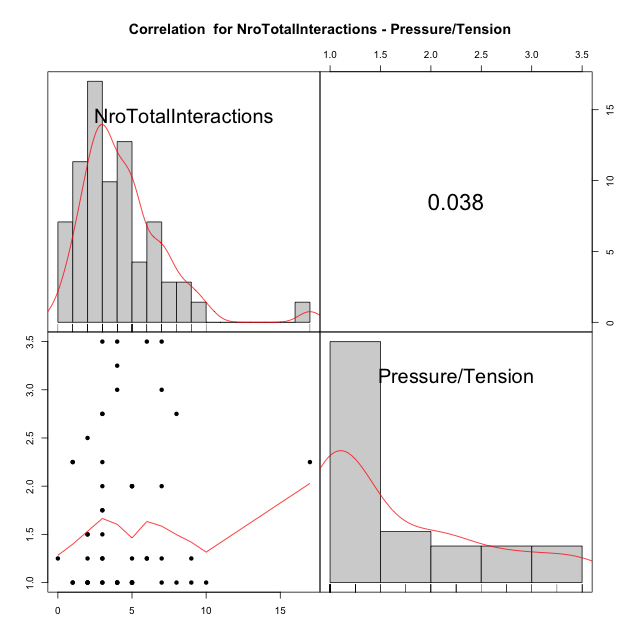 Correlation  for NroTotalInteractions - Pressure/Tension
1.0 1.5 2.0 2.5 3.0 3.5
NroTotalInteractions
0.038
15
10
5
0
3.5
3.0
2.5
2.0
1.5
1.0
Pressure/Tension
0 5 10 15